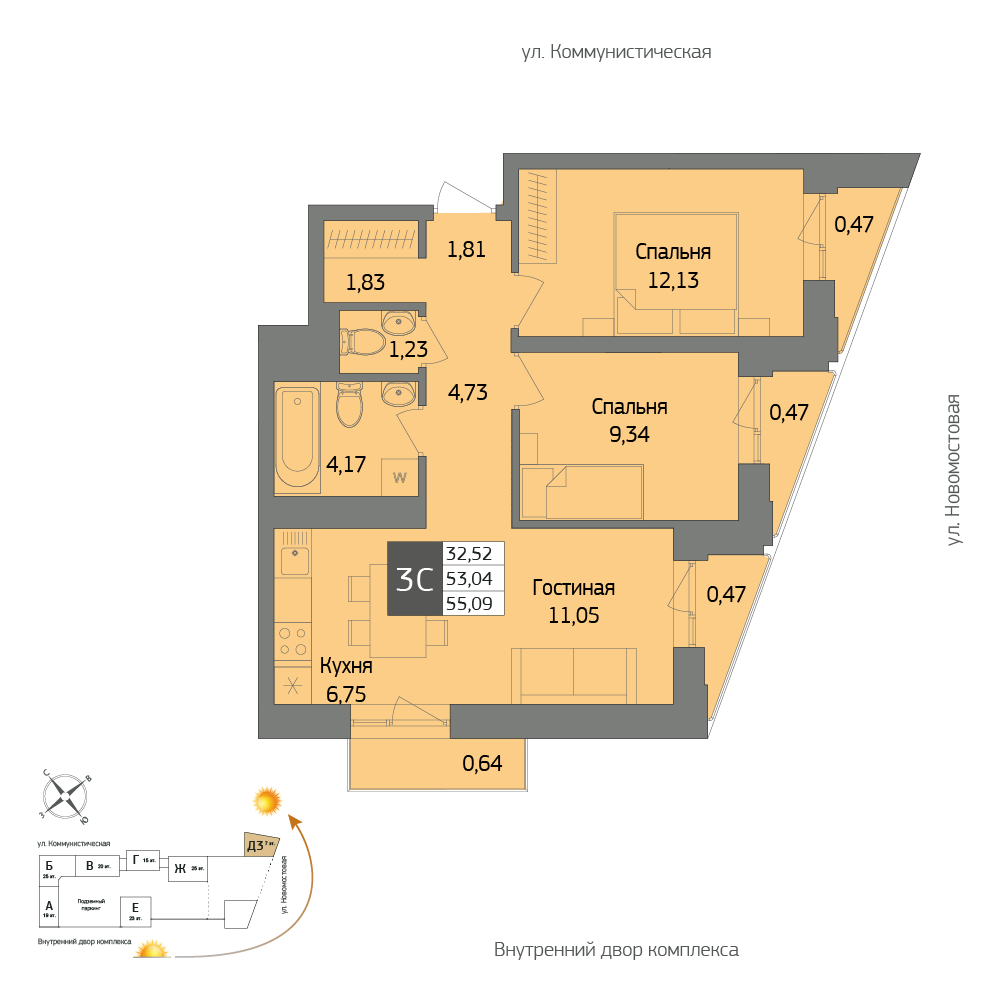 ул. Коммунистическая
1,81
0,47
Спальня
12,13
1,83
1,23
4,73
Спальня
9,34
0,47
4,17
W
ул. Новомостовая
3С
32,52
53,04
55,09
Гостиная
11,05
0,47
Кухня
6,75
0,64
С
В
З
Ю
ул. Коммунистическая
Д3 7 эт.
Б
25 эт.
В 20 эт.
Г 15 эт.
Ж 25 эт.
А
19 эт.
Подземный
паркинг
Е
23 эт.
ул. Новомостовая
Внутренний двор комплекса
Внутренний двор комплекса